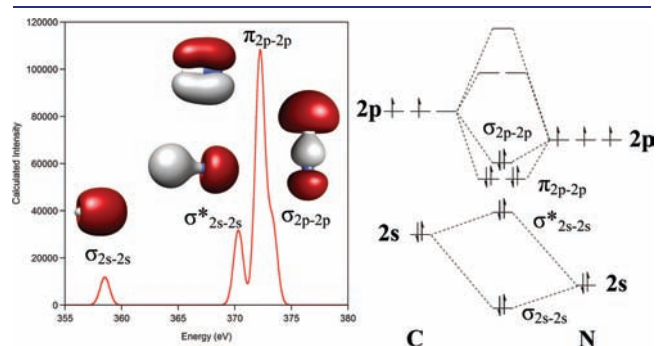 120000
100000
80000
60000
40000
20000
0
Calculated Intensity
355 360 365 370 375 380
Energy (eV)
σ2s-2s
σ*2s-2s
π2p-2p
σ2p-2p
2p
σ2p-2p
2p
π2p-2p
σ*2s-2s
2s
2s
σ2s-2s
C N